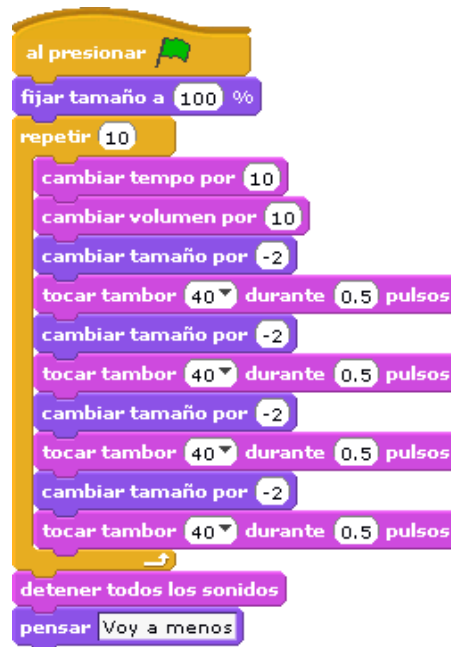 al presionar
fijar tamaño a 100 %
repetir 10
cambiar tempo por 10
cambiar volumen por 10
cambiar tamaño por -2
tocar tambor 40 durante 0.5 pulsos
cambiar tamaño por -2
tocar tambor 40 durante 0.5 pulsos
cambiar tamaño por -2
tocar tambor 40 durante 0.5 pulsos
cambiar tamaño por -2
tocar tambor 40 durante 0.5 pulsos
detener todos los sonidos
pensar Voy a menos